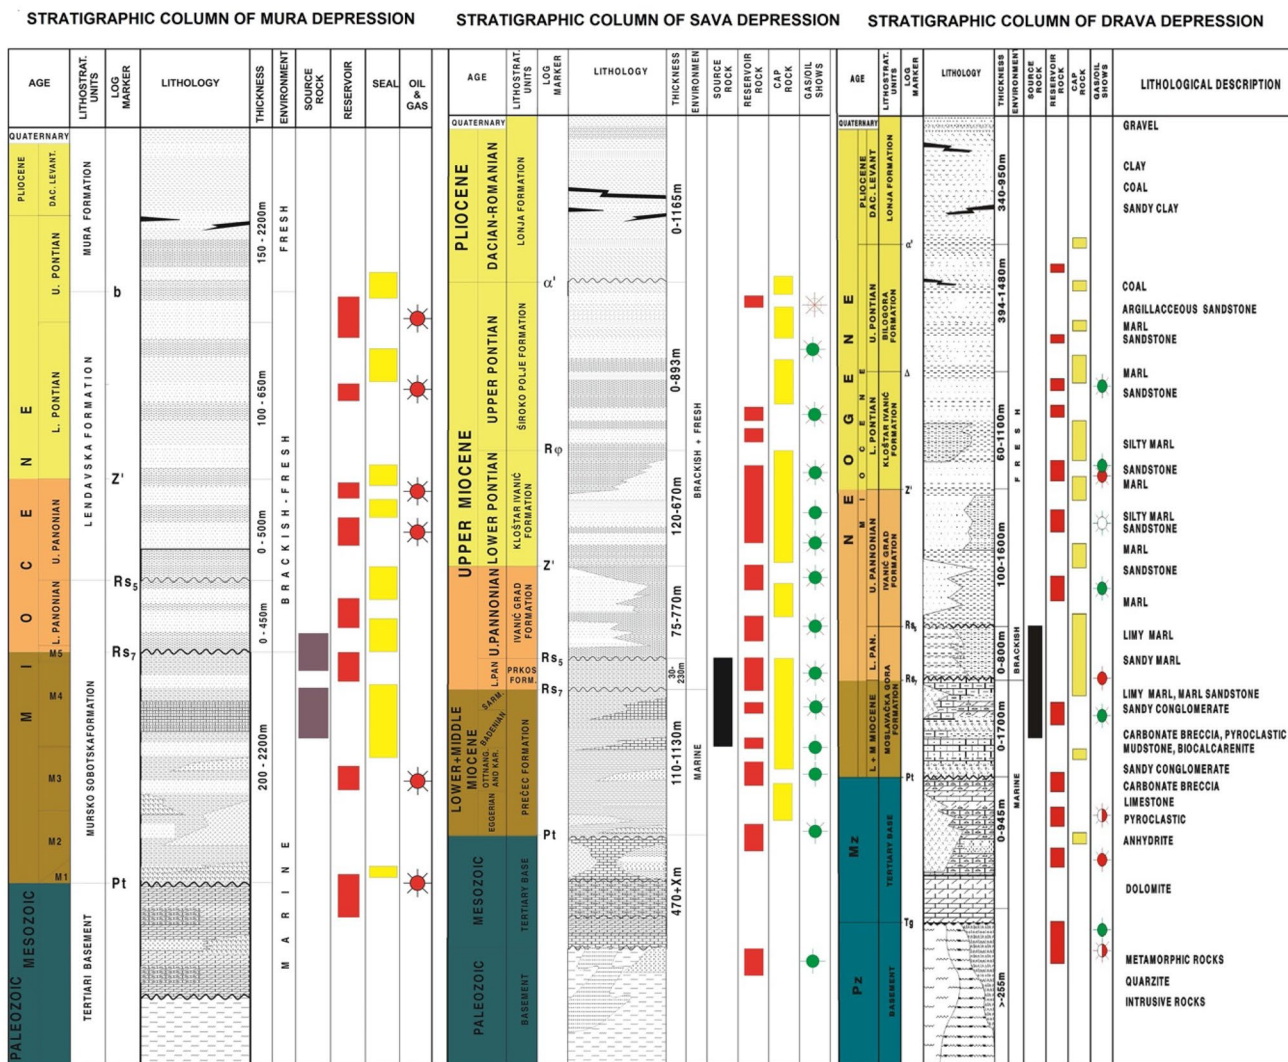 STRATIGRAPHIC COLUMN OF MURA DEPRESSION
AGE
LITHOSTRAT. UNITS
LOG MARKER
LITHOLOGY
THICKNESS
ENVIRONMENT
SOURCE ROCK
RESERVOIR
SEAL
OIL & GAS
QUATERNARY
PLIOCENE
DAC. LEVANT.
U. PONTIAN
L. PONTIAN
U. PANNONIAN
L. PANNONIAN
MIOCENE
M5
M4
M3
M2
M1
MESOZOIC
PALEOZOIC
MURA FORMATION
LENDAVSKA FORMATION
MURSKO SOBOTSKAFORMATION
TERTIARI BASEMENT
b
Z'
Rs5
Rs7
Pt
150 - 2200m
100 - 650m
0 - 500m
0 - 450m
200 - 2200m
FRESH
BRACKISH-FRESH
MARIRINE
STRATIGRAPHIC COLUMN OF SAVA DEPRESSION
AGE
LITHOSTRAT. UNITS
LOG MARKER
LITHOLOGY
THICKNESS
ENVIRONMEN
SOURCE ROCK
RESERVOIR ROCK
CAP ROCK
GAS/OIL SHOWS
QUATERNARY
PLIOCENE
DACIAN-ROMANIAN
UPPER MIOCENE
UPPER PONTIAN
LOWER PONTIAN
U.PANNONIAN
L.PAN
LOWER+MIDDLE MIOCENE
SARM.
BADENIAN
OTTNANG. AND KAR.
EGGERIAN
MESOZOIC
PALEOZOIC
LONJA FORMATION
ŠIROKO POLJE FORMATION
KLOŠTAR IVANIĆ FORMATION
IVANIĆ GRAD FORMATION
PRKOS FORM.
PREČEC FORMATION
TERTIARY BASE
BASEMENT
α'
Rφ
Z'
Rs5
Rs7
Pt
0-1165m
0-893m
120-670m
75-770m
30-230m
110-1130m
470+Xm
BRACKISH + FRESH
MARINE
STRATIGRAPHIC COLUMN OF DRAVA DEPRESSION
AGE
LITHOSTRAT. UNITS
LOG MARKER
LITHOLOGY
THICKNESS
ENVIRONMENT
SOURCE ROCK
RESERVOIR ROCK
CAP ROCK
GAS/OIL SHOWS
LITHOLOGICAL DESCRIPTION
QUATERNARY
NEOGENE
PLIOCENE
DAC. LEVANT
MIOCENE
U. PONTIAN
L. PONTIAN
U. PANNONIAN
L. PAN.
L + M MIOCENE
Mz
Pz
LONJA FORMATION
BILOGORA FORMATION
KLOŠTAR IVANIĆ FORMATION
IVANIĆ GRAD FORMATION
MOSLAVAČKA GORA FORMATION
TERTIARY BASE
BASEMENT
α'
Δ
Z'
Rs5
Rs7
Pt
Tg
340-950m
394-1480m
60-1100m
100-1600m
0-800m
0-1700m
0-945m
>-255m
FRESH
BRACKISH
MARINE
GRAVEL
CLAY
COAL
SANDY CLAY
COAL
ARGILLACCEOUS SANDSTONE
MARL
SANDSTONE
MARL
SANDSTONE
SILTY MARL
SANDSTONE
MARL
SILTY MARL
SANDSTONE
MARL
SANDSTONE
MARL
LIMY MARL
SANDY MARL
LIMY MARL, MARL SANDSTONE
SANDY CONGLOMERATE
CARBONATE BRECCIA, PYROCLASTIC
MUDSTONE, BIOCALCARENITE
SANDY CONGLOMERATE
CARBONATE BRECCIA
LIMESTONE
PYROCLASTIC
ANHYDRITE
DOLOMITE
METAMORPHIC ROCKS
QUARZITE
INTRUSIVE ROCKS